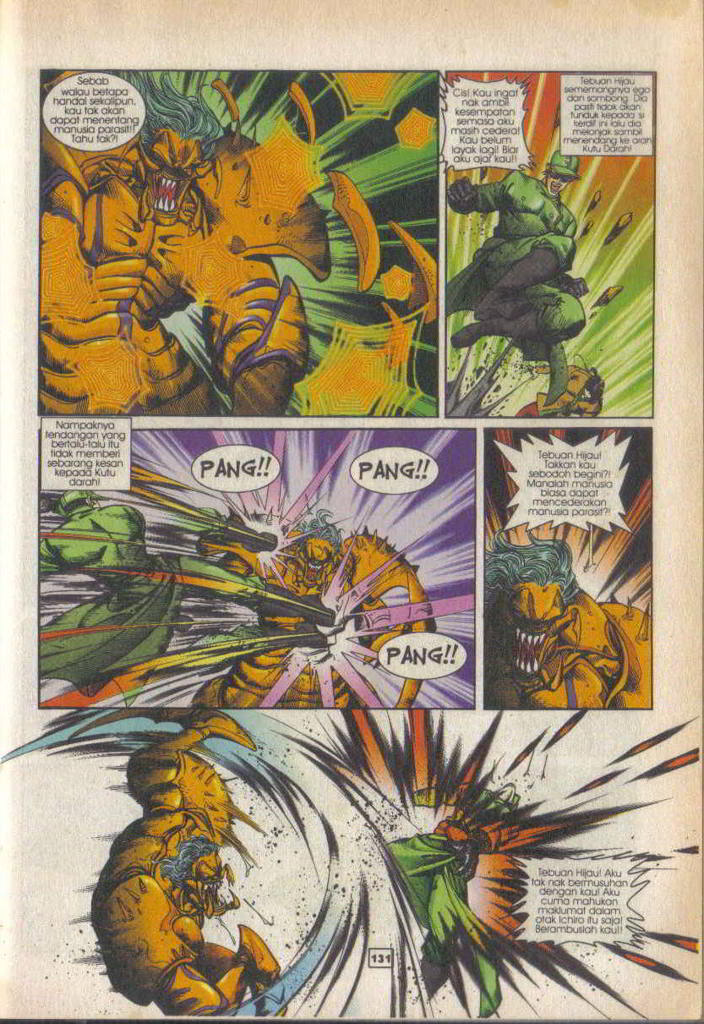 Sebab
walau betapa
handal sekalipun,
kau tak akan
dapat menentang
manusia parasit!!
Tahu tak?!
Cis! Kau ingat
nak ambil
kesempatan
semasa aku
masih cedera!
Kau belum
layak lagi! Biar
aku ajar kau!!
Tebuan Hijau
sememangnya ego
dan sombong. Dia
pasti tidak akan
tunduk kepada si
kerdil ini lalu dia
melonjak sambil
menendang ke arah
Kutu Darah!
Nampaknya
tendangan yang
bertalu-talu itu
tidak memberi
sebarang kesan
kepada Kutu
darah!
PANG!!
PANG!!
PANG!!
Tebuan Hijau!
Takkan kau
sebodoh begini?!
Manalah manusia
biasa dapat
mencederakan
manusia parasit?!
Tebuan Hijau! Aku
tak nak bermusuhan
dengan kau! Aku
cuma mahukan
maklumat dalam
otak Ichiro itu saja!
Berambuslah kau!!
131